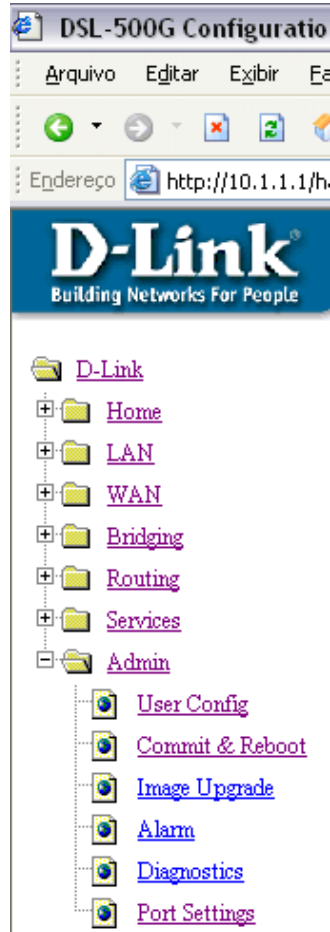 DSL-500G Configuratio
Arquivo Editar Exibir Fa
Endereço http://10.1.1.1/h
D-Link
Building Networks For People
D-Link
Home
LAN
WAN
Bridging
Routing
Services
Admin
User Config
Commit & Reboot
Image Upgrade
Alarm
Diagnostics
Port Settings